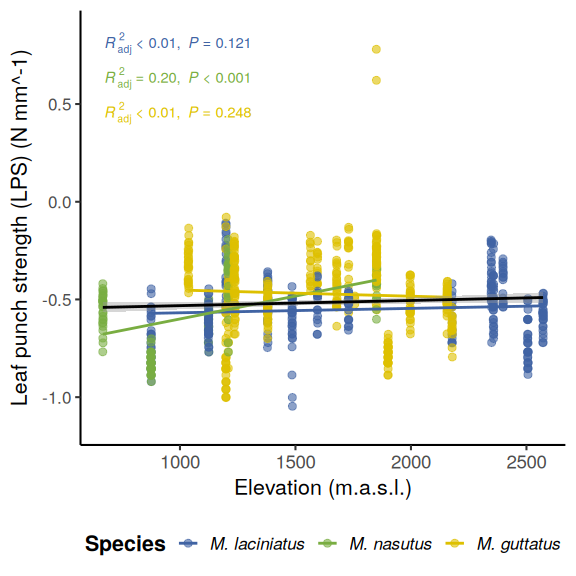 R²adj < 0.01, P = 0.121
R²adj = 0.20, P < 0.001
R²adj < 0.01, P = 0.248
Leaf punch strength (LPS) (N mm^-1)
0.5
0.0
-0.5
-1.0
1000 1500 2000 2500
Elevation (m.a.s.l.)
Species M. laciniatus M. nasutus M. guttatus